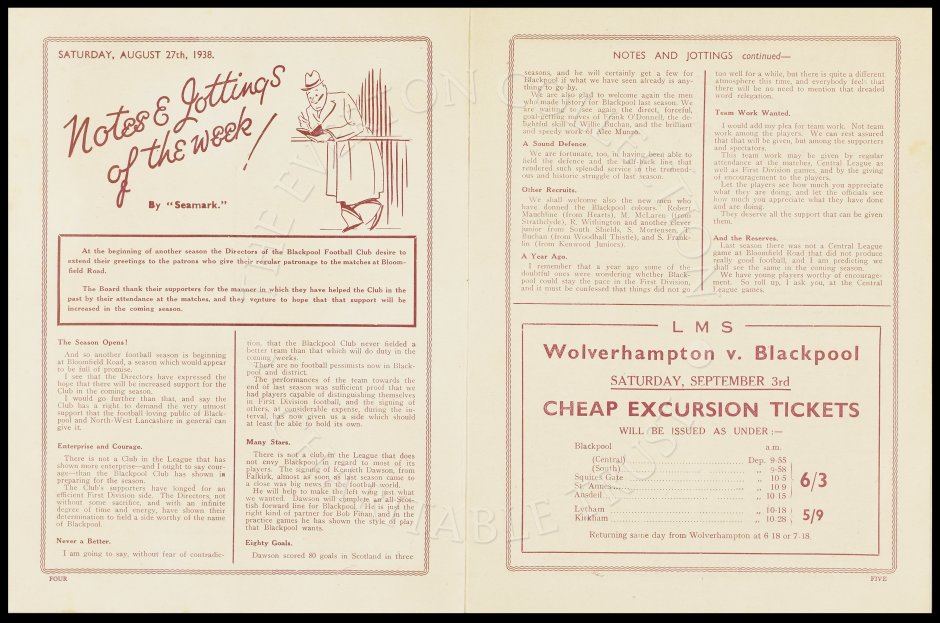 SATURDAY, AUGUST 27th, 1938.
Notes & Jottings
of the week!
By "Seamark."
At the beginning of another season the Directors of the Blackpool Football Club desire to
extend their greetings to the patrons who give their regular patronage to the matches at Bloom-
field Road.
The Board thank their supporters for the manner in which they have helped the Club in the
past by their attendance at the matches, and they venture to hope that that support will be
increased in the coming season.
The Season Opens!
And so another football season is beginning
at Bloomfield Road, a season which would appear
to be full of promise.
I see that the Directors have expressed the
hope that there will be increased support for the
Club in the coming season.
I would go further than that, and say the
Club has a right to demand the very utmost
support that the football-loving public of Black-
pool and North-West Lancashire in general can
give it.
Enterprise and Courage.
There is not a Club in the League that has
shown more enterprise—and I ought to say cour-
age—than the Blackpool Club has shown in
preparing for the season.
The Club's supporters have longed for an
efficient First Division side. The Directors, not
without some sacrifice, and with an infinite
degree of time and energy, have shown their
determination to field a side worthy of the name
of Blackpool.
Never a Better.
I am going to say, without fear of contradic-
FOUR
tion, that the Blackpool Club never fielded a
better team than that which will do duty in the
coming weeks.
There are no football pessimists now in Black-
pool and district.
The performances of the team towards the
end of last season was sufficient proof that we
had players capable of distinguishing themselves
in First Division football, and the signing of
others, at considerable expense, during the in-
terval, has now given us a side which should
at least be able to hold its own.
Many Stars.
There is not a club in the League that does
not envy Blackpool in regard to most of its
players. The signing of Kenneth Dawson, from
Falkirk, almost as soon as last season came to
a close was big news in the football world.
He will help to make the left wing just what
we wanted. Dawson will complete an all-Scot-
tish forward line for Blackpool. He is just the
right kind of partner for Bob Finan, and in the
practice games he has shown the style of play
that Blackpool wants.
Eighty Goals.
Dawson scored 80 goals in Scotland in three
NOTES AND JOTTINGS continued—
seasons, and he will certainly get a few for
Blackpool if what we have seen already is any-
thing to go by.
We are also glad to welcome again the men
who made history for Blackpool last season. We
are waiting to see again the direct, forceful,
goal-getting moves of Frank O'Donnell, the de-
lightful skill of Willie Buchan, and the brilliant
and speedy work of Alec Munro.
A Sound Defence.
We are fortunate, too, in having been able to
field the defence and the half-back line that
rendered such splendid service in the tremend-
ous and historic struggle of last season.
Other Recruits.
We shall welcome also the new men who
have donned the Blackpool colours. Robert
Mauchline (from Hearts), M. McLaren (from
Strathclyde), R. Withington and another clever
junior from South Shields, S. Mortensen, T.
Buchan (from Woodhall Thistle), and S. Frank-
lin (from Kenwood Juniors).
A Year Ago.
I remember that a year ago some of the
doubtful ones were wondering whether Black-
pool could stay the pace in the First Division,
and it must be confessed that things did not go
too well for a while, but there is quite a different
atmosphere this time, and everybody feels that
there will be no need to mention that dreaded
word relegation.
Team Work Wanted.
I would add my plea for team work. Not team
work among the players. We can rest assured
that that will be given, but among the supporters
and spectators.
This team work may be given by regular
attendance at the matches, Central League as
well as First Division games, and by the giving
of encouragement to the players.
Let the players see how much you appreciate
what they are doing, and let the officials see
how much you appreciate what they have done
and are doing.
They deserve all the support that can be given
them.
And the Reserves.
Last season there was not a Central League
game at Bloomfield Road that did not produce
really good football, and I am predicting we
shall see the same in the coming season.
We have young players worthy of encourage-
ment. So roll up, I ask you, at the Central
League games.
LMS
Wolverhampton v. Blackpool
SATURDAY, SEPTEMBER 3rd
CHEAP EXCURSION TICKETS
WILL BE ISSUED AS UNDER :—
Blackpool a.m.
(Central) Dep. 9-55
(South) ,, 9-58
Squires Gate ,, 10-5
St. Annes ,, 10-9
Ansdell ,, 10-15
6/3
Lytham ,, 10-18
Kirkham ,, 10-28
5/9
Returning same day from Wolverhampton at 6-18 or 7-18.
FIVE